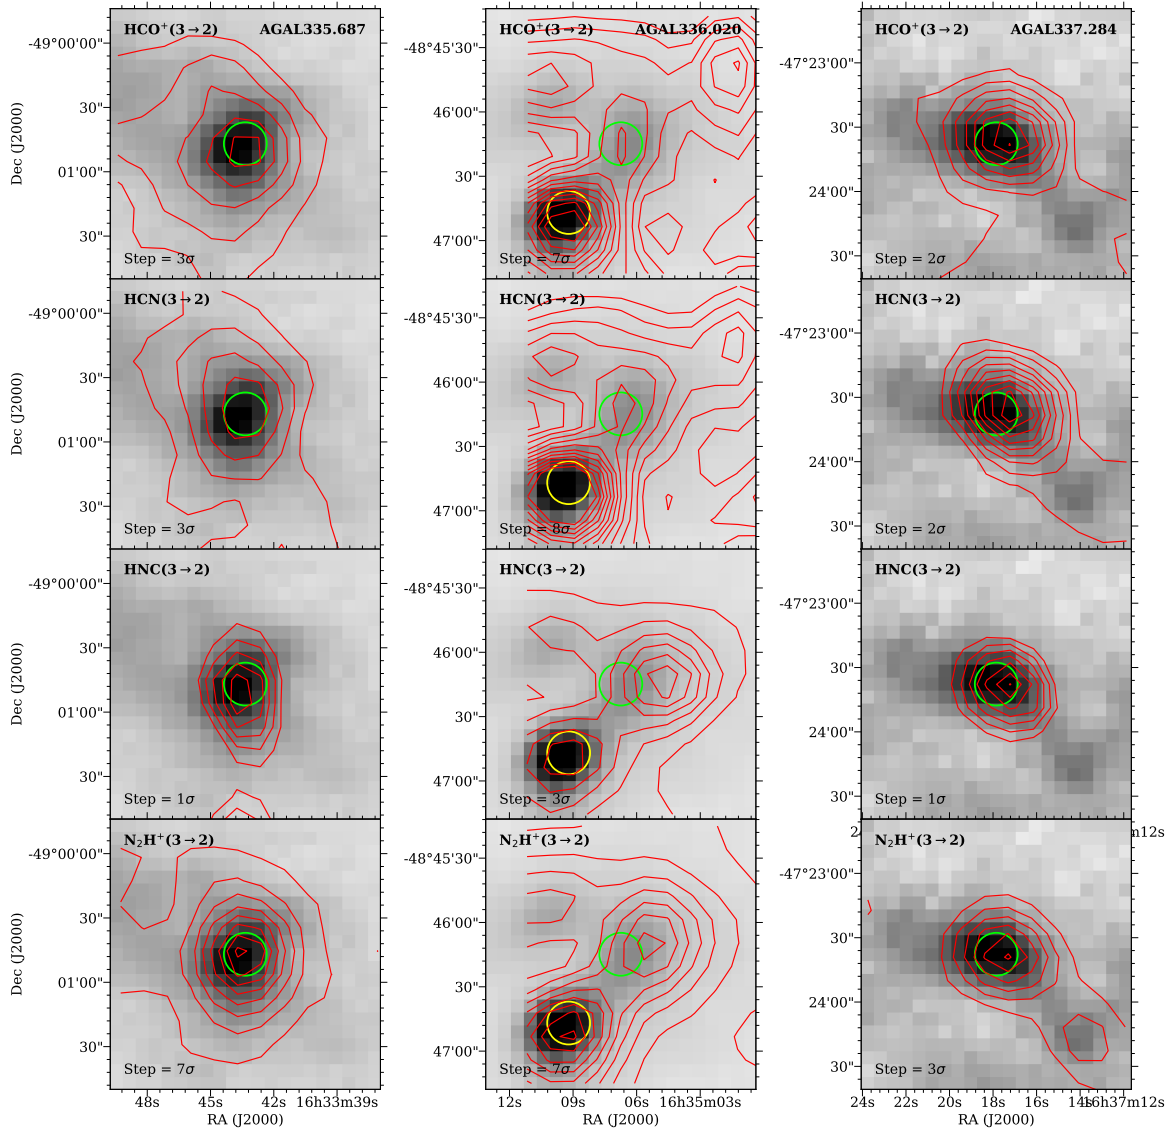 HCO⁺(3→2) AGAL335.687
HCO⁺(3→2) AGAL336.020
HCO⁺(3→2) AGAL337.284
-49°00'00"
30"
01'00"
30"
Dec (J2000)
Step = 3σ
-48°45'30"
46'00"
30"
47'00"
Step = 7σ
-47°23'00"
30"
24'00"
30"
Step = 2σ
HCN(3→2)
HCN(3→2)
HCN(3→2)
-49°00'00"
30"
01'00"
30"
Dec (J2000)
Step = 3σ
-48°45'30"
46'00"
30"
47'00"
Step = 8σ
-47°23'00"
30"
24'00"
30"
Step = 2σ
HNC(3→2)
HNC(3→2)
HNC(3→2)
-49°00'00"
30"
01'00"
30"
Dec (J2000)
Step = 1σ
-48°45'30"
46'00"
30"
47'00"
Step = 3σ
-47°23'00"
30"
24'00"
30"
Step = 1σ
N₂H⁺(3→2)
N₂H⁺(3→2)
N₂H⁺(3→2)
-49°00'00"
30"
01'00"
30"
Dec (J2000)
Step = 7σ
-48°45'30"
46'00"
30"
47'00"
Step = 7σ
2
m12s
-47°23'00"
30"
24'00"
30"
Step = 3σ
48s 45s 42s 16h33m39s
RA (J2000)
12s 09s 06s 16h35m03s
RA (J2000)
24s 22s 20s 18s 16s 14s 16h37m12s
RA (J2000)